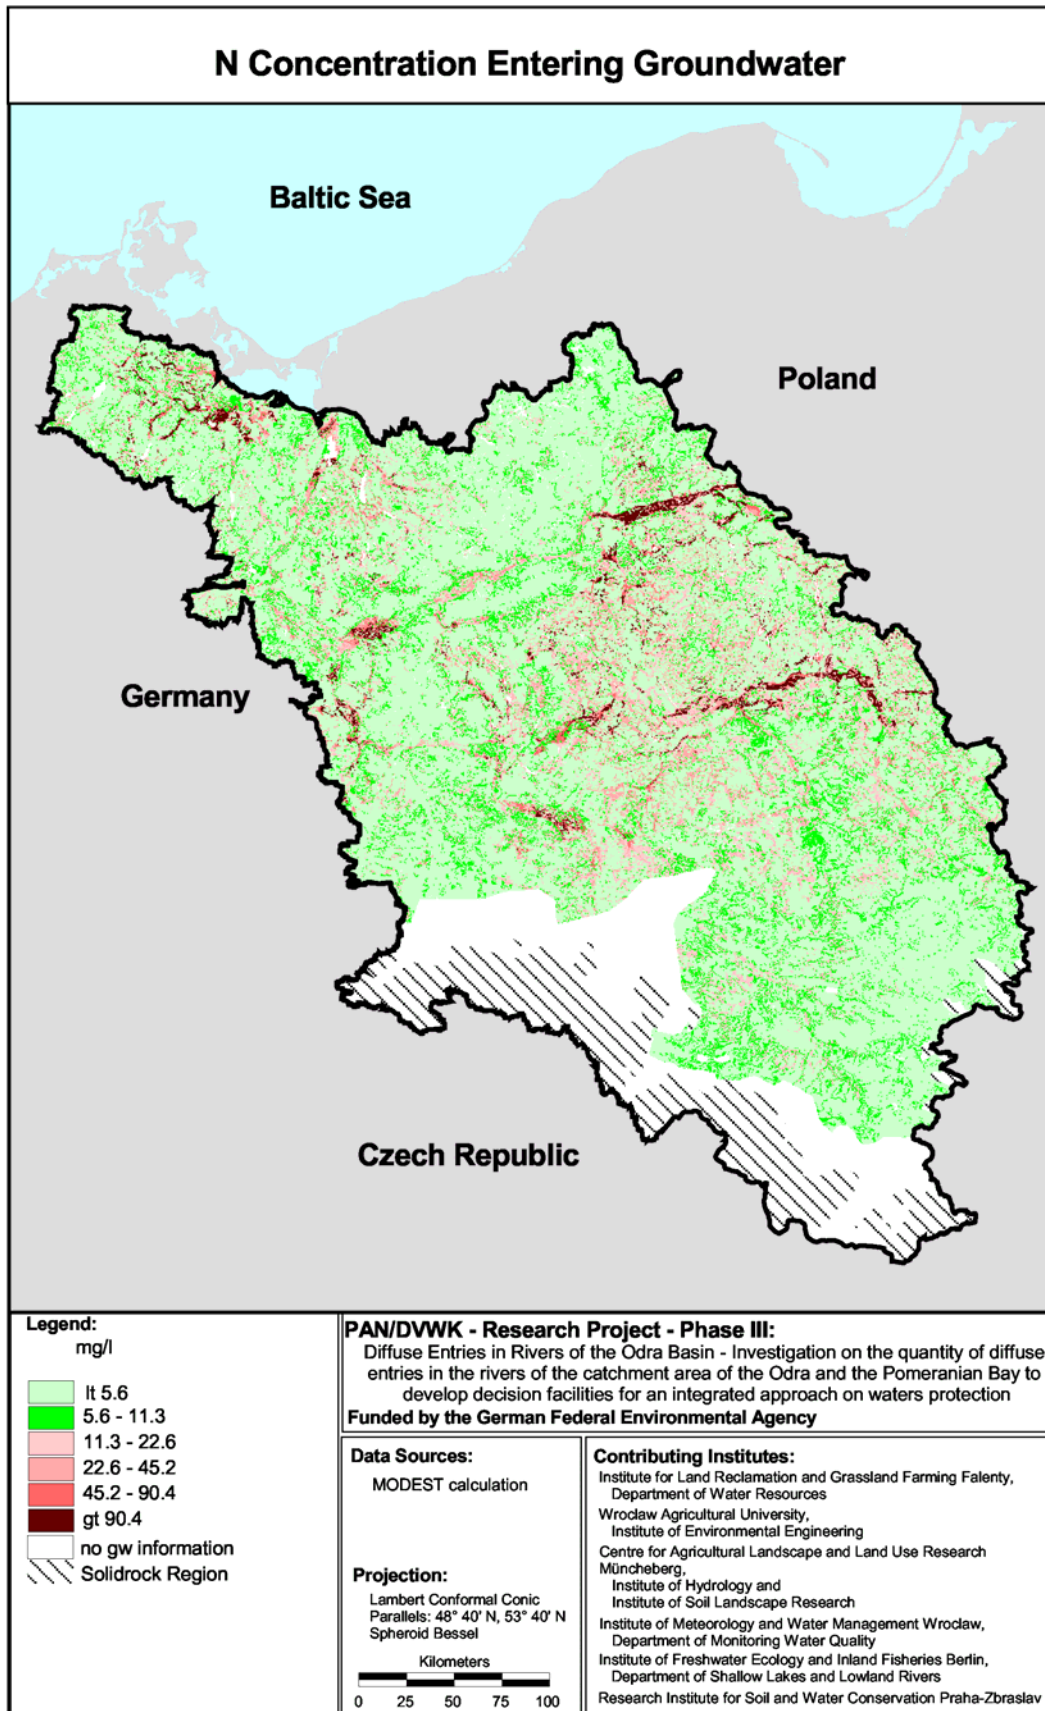 N Concentration Entering Groundwater
Baltic Sea
Poland
Germany
Czech Republic
Legend:
mg/l
lt 5.6
5.6 - 11.3
11.3 - 22.6
22.6 - 45.2
45.2 - 90.4
gt 90.4
no gw information
Solidrock Region
PAN/DVWK - Research Project - Phase III:
Diffuse Entries in Rivers of the Odra Basin - Investigation on the quantity of diffuse
entries in the rivers of the catchment area of the Odra and the Pomeranian Bay to
develop decision facilities for an integrated approach on waters protection
Funded by the German Federal Environmental Agency
Data Sources:
MODEST calculation
Projection:
Lambert Conformal Conic
Parallels: 48° 40' N, 53° 40' N
Spheroid Bessel
Kilometers
0 25 50 75 100
Contributing Institutes:
Institute for Land Reclamation and Grassland Farming Falenty,
Department of Water Resources
Wroclaw Agricultural University,
Institute of Environmental Engineering
Centre for Agricultural Landscape and Land Use Research
Müncheberg,
Institute of Hydrology and
Institute of Soil Landscape Research
Institute of Meteorology and Water Management Wroclaw,
Department of Monitoring Water Quality
Institute of Freshwater Ecology and Inland Fisheries Berlin,
Department of Shallow Lakes and Lowland Rivers
Research Institute for Soil and Water Conservation Praha-Zbraslav